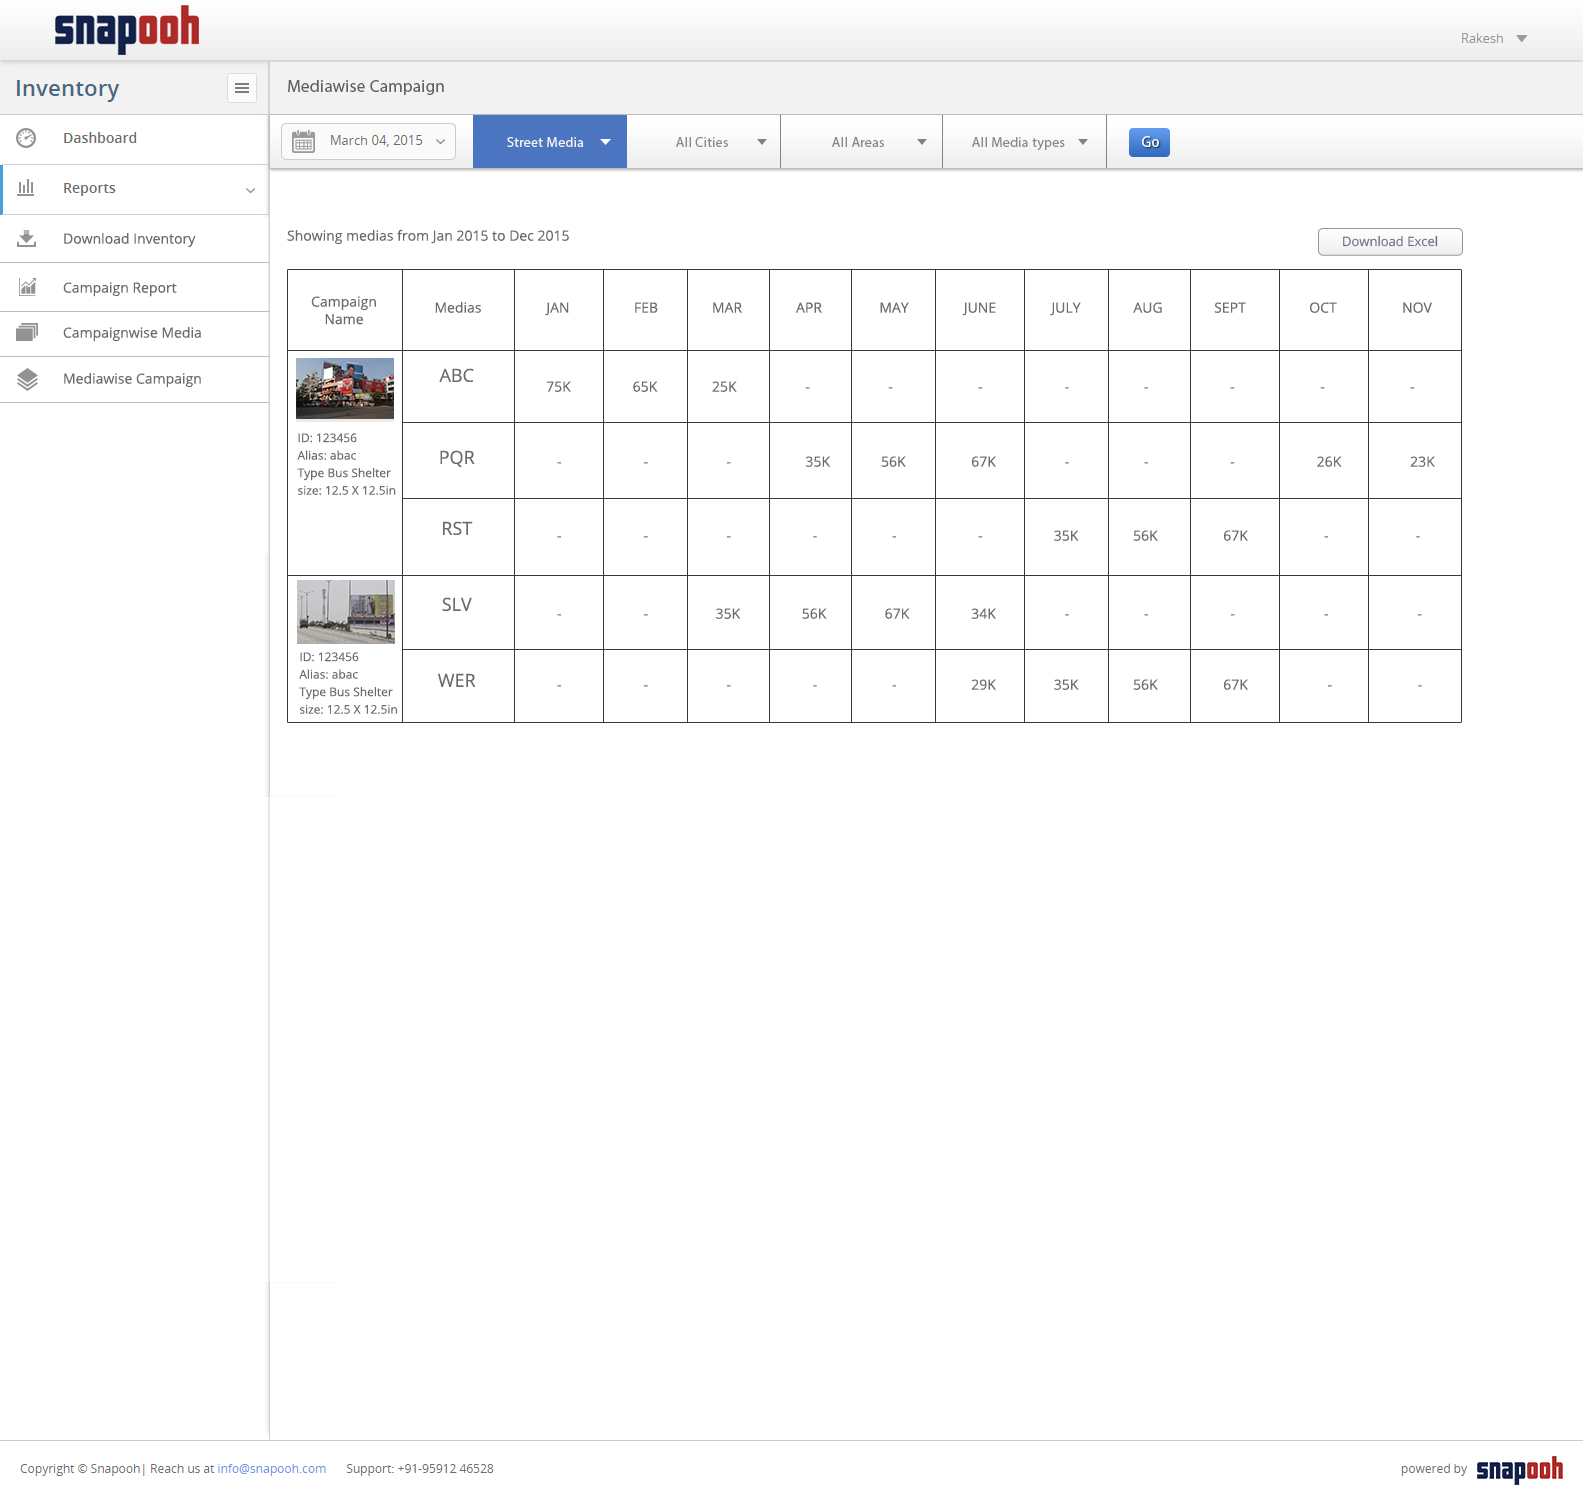 snapooh
Rakesh
Inventory
Mediawise Campaign
Dashboard
March 04, 2015
Street Media
All Cities
All Areas
All Media types
Go
Reports
Download Inventory
Campaign Report
Campaignwise Media
Mediawise Campaign
Showing medias from Jan 2015 to Dec 2015
Download Excel
Campaign Name Medias JAN FEB MAR APR MAY JUNE JULY AUG SEPT OCT NOV
ABC 75K 65K 25K - - - - - - - -
ID: 123456
Alias: abac
Type Bus Shelter
size: 12.5 X 12.5in
PQR - - - 35K 56K 67K - - - 26K 23K
RST - - - - - - 35K 56K 67K - -
SLV - - 35K 56K 67K 34K - - - - -
ID: 123456
Alias: abac
Type Bus Shelter
size: 12.5 X 12.5in
WER - - - - - 29K 35K 56K 67K - -
Copyright © Snapooh| Reach us at info@snapooh.com Support: +91-95912 46528
powered by snapooh